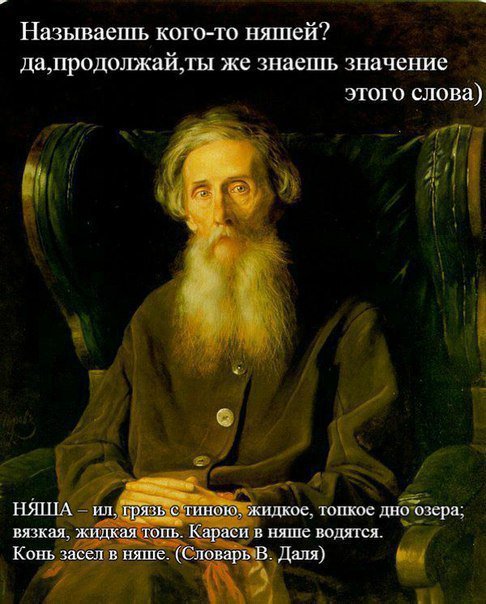 Называешь кого-то няшей?
да,продолжай,ты же знаешь значение
этого слова)
НЯ́ША – ил, грязь с тиною, жидкое, топкое дно озера;
вязкая, жидкая топь. Караси в няше водятся.
Конь засел в няше. (Словарь В. Даля)